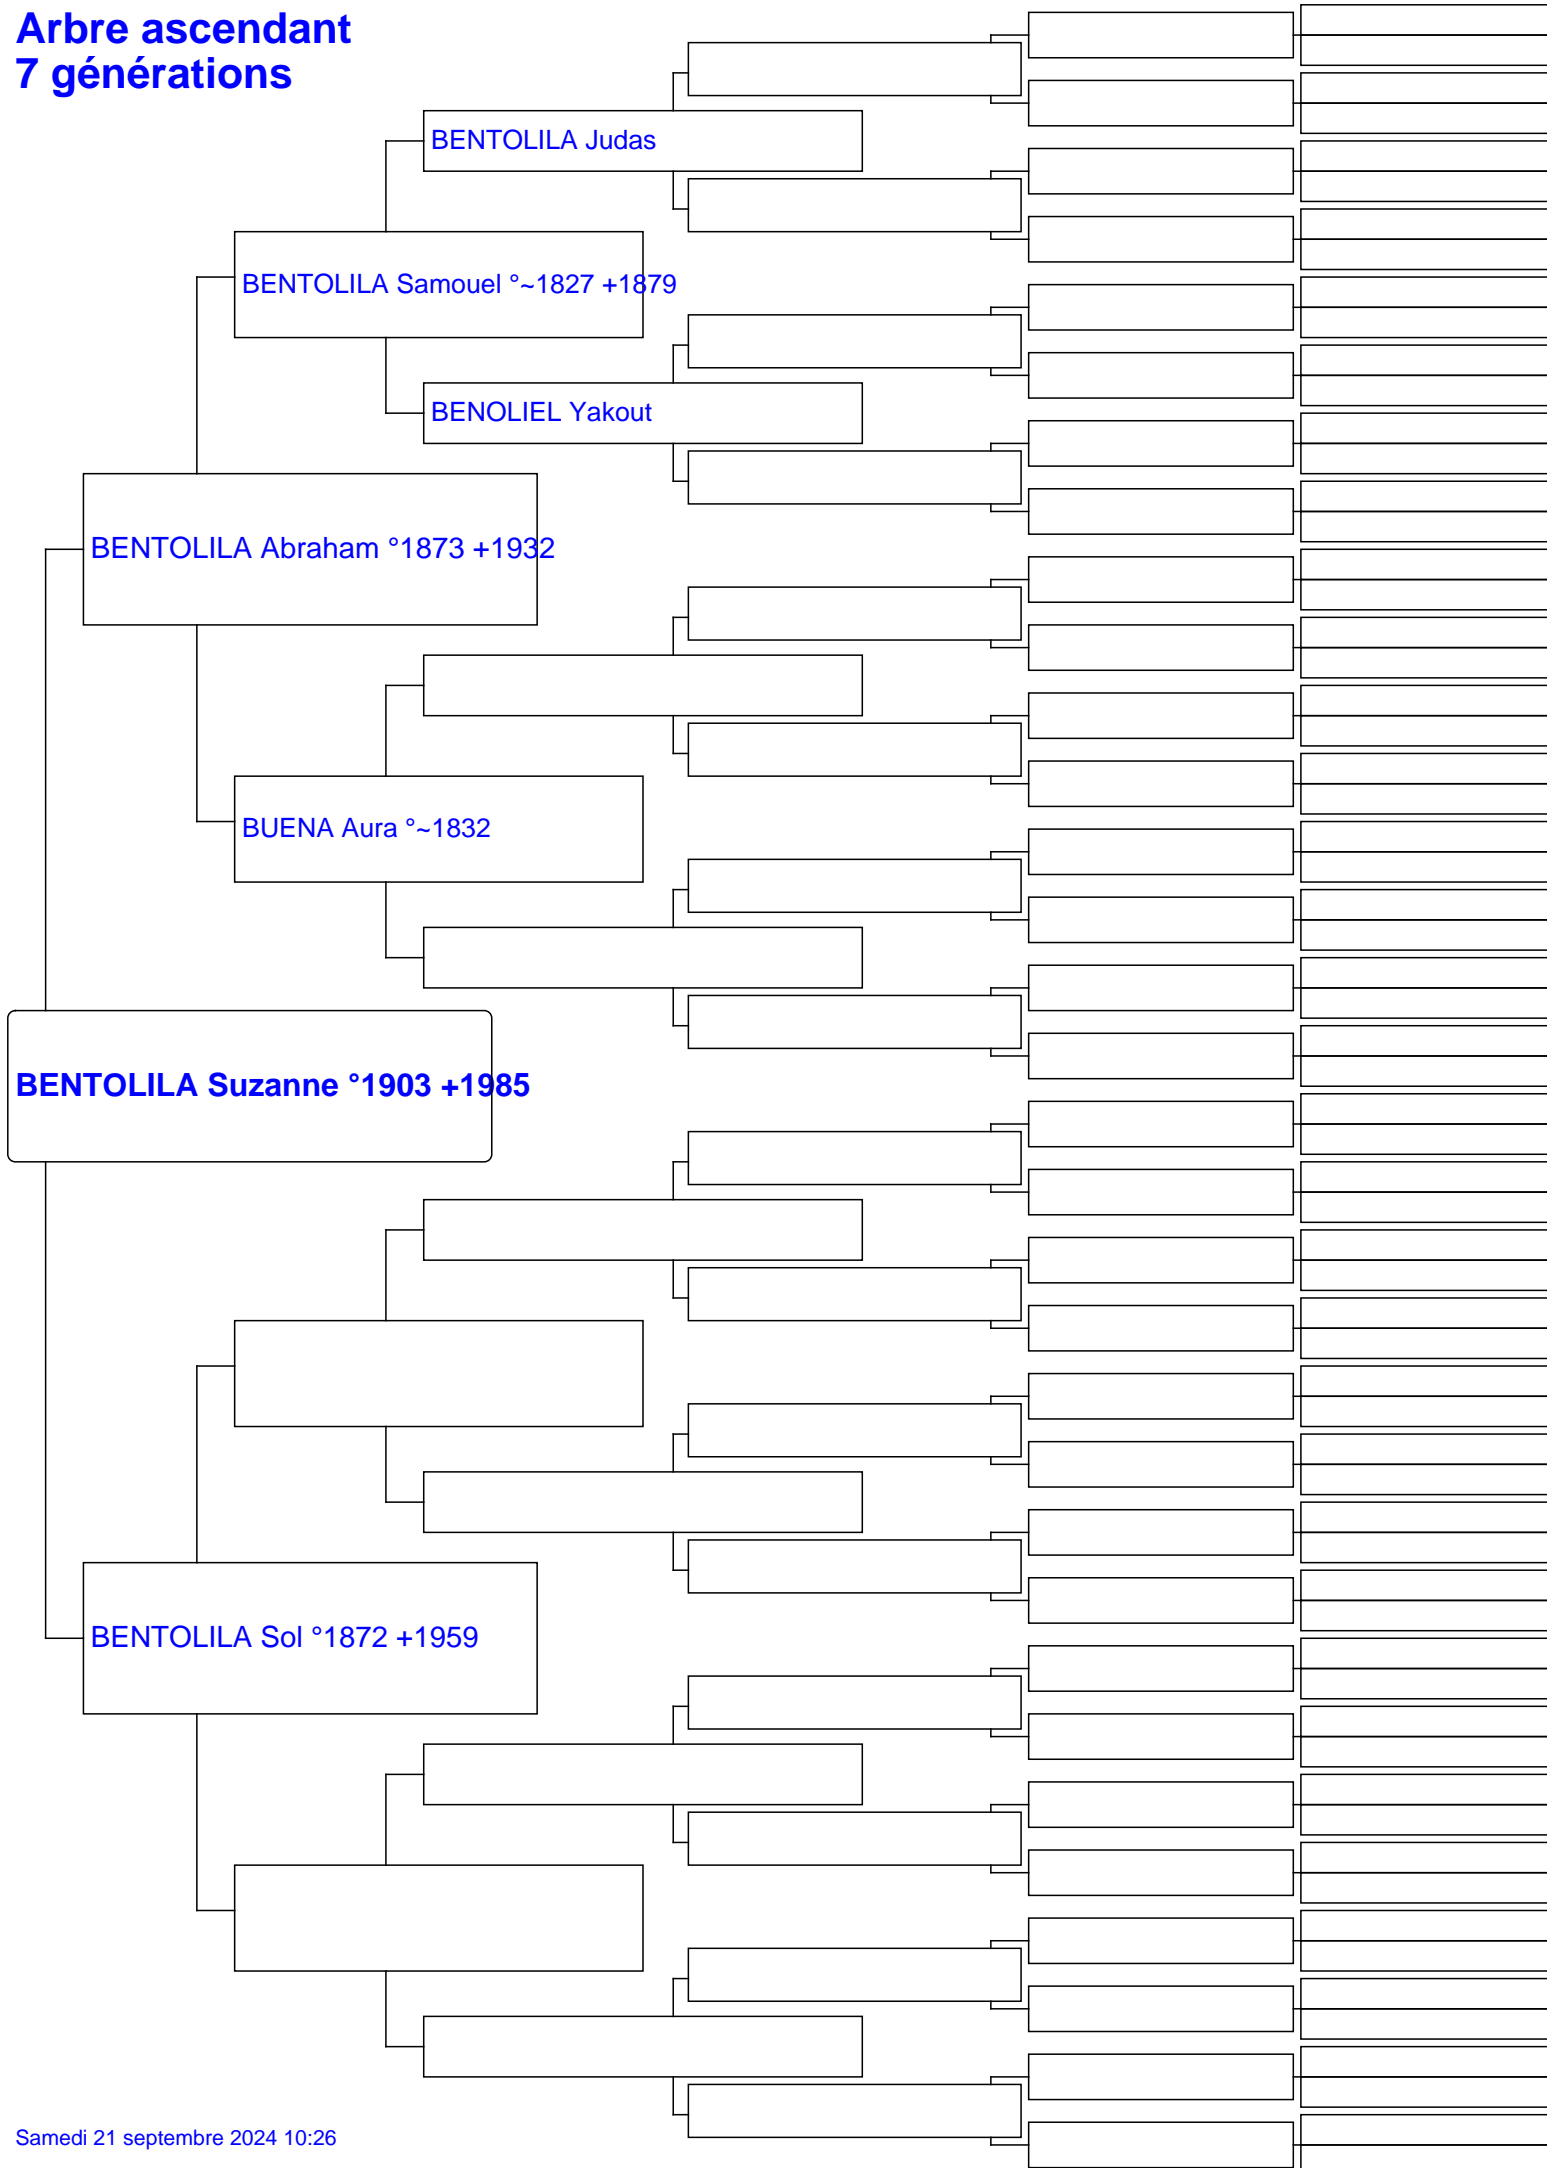 Arbre ascendant
7 générations
BENTOLILA Judas
BENTOLILA Samouel °~1827 +1879
BENOLIEL Yakout
BENTOLILA Abraham °1873 +1932
BUENA Aura °~1832
BENTOLILA Suzanne °1903 +1985
BENTOLILA Sol °1872 +1959
Samedi 21 septembre 2024 10:26